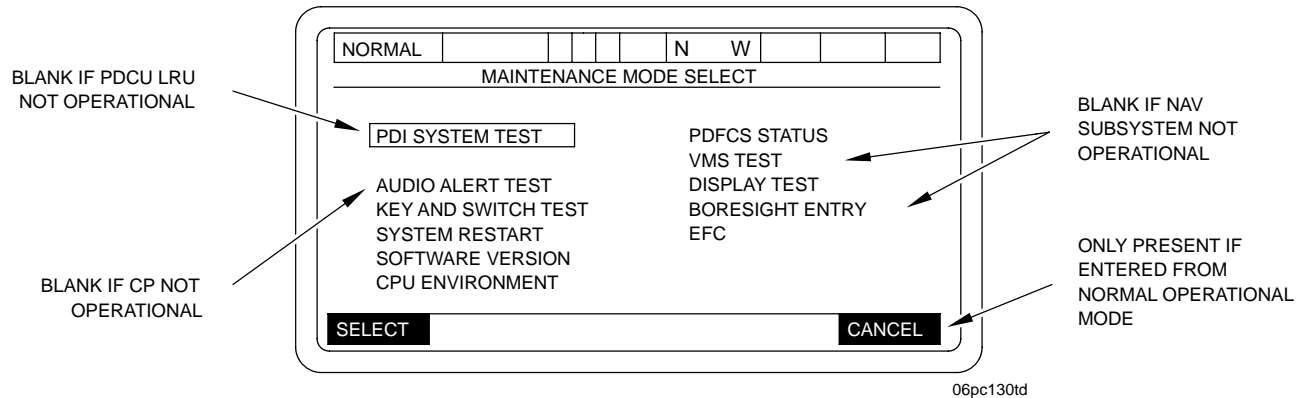 NORMAL N W
MAINTENANCE MODE SELECT
BLANK IF PDCU LRU
NOT OPERATIONAL
PDI SYSTEM TEST
AUDIO ALERT TEST
KEY AND SWITCH TEST
SYSTEM RESTART
SOFTWARE VERSION
CPU ENVIRONMENT
PDFCS STATUS
VMS TEST
DISPLAY TEST
BORESIGHT ENTRY
EFC
BLANK IF NAV
SUBSYSTEM NOT
OPERATIONAL
BLANK IF CP NOT
OPERATIONAL
ONLY PRESENT IF
ENTERED FROM
NORMAL OPERATIONAL
MODE
SELECT CANCEL
06pc130td